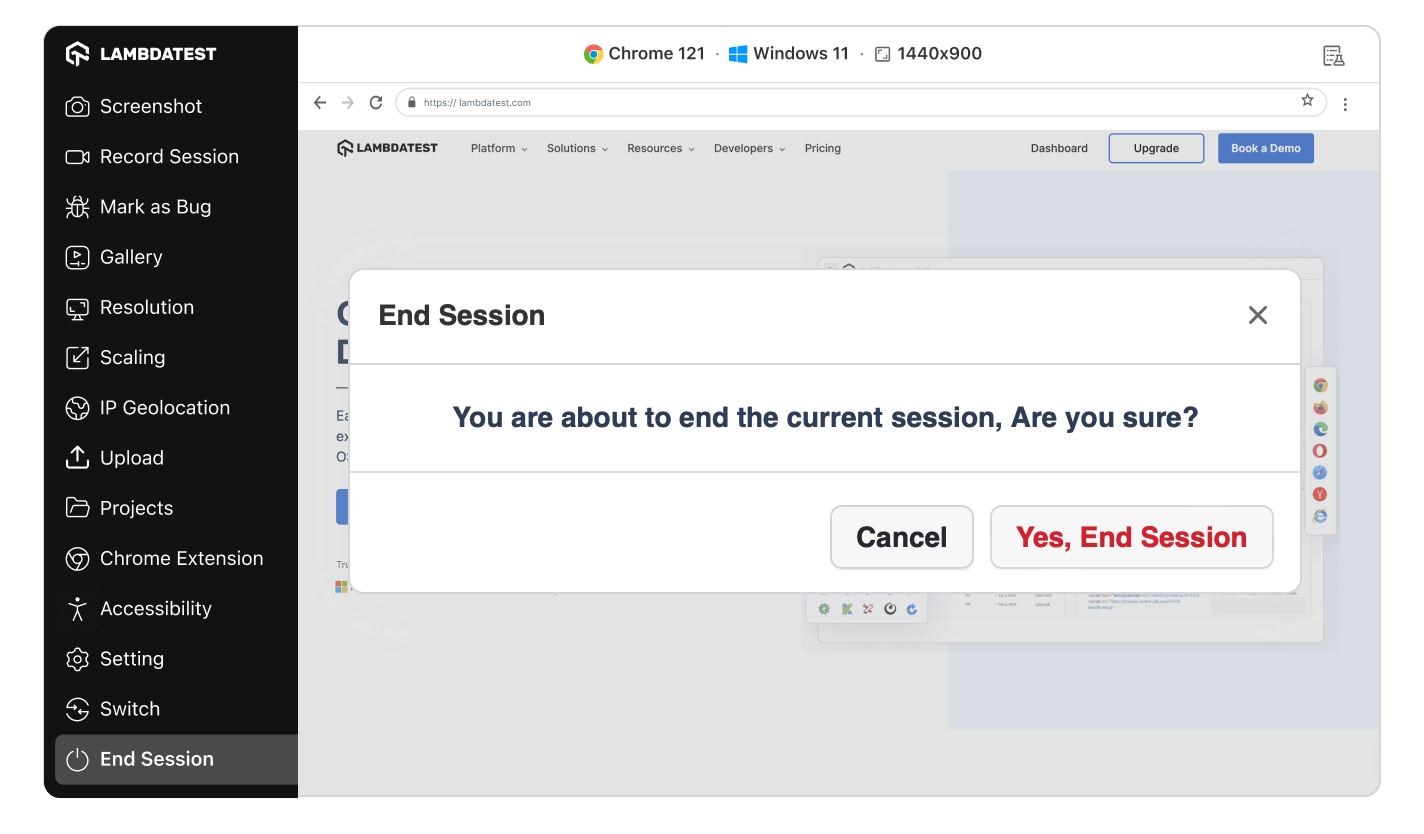 LAMBDATEST
Chrome 121 · Windows 11 · 1440x900
Screenshot
Record Session
Mark as Bug
Gallery
Resolution
Scaling
IP Geolocation
Upload
Projects
Chrome Extension
Accessibility
Setting
Switch
End Session
https:// lambdatest.com
LAMBDATEST Platform Solutions Resources Developers Pricing Dashboard Upgrade Book a Demo
End Session
You are about to end the current session, Are you sure?
Cancel Yes, End Session